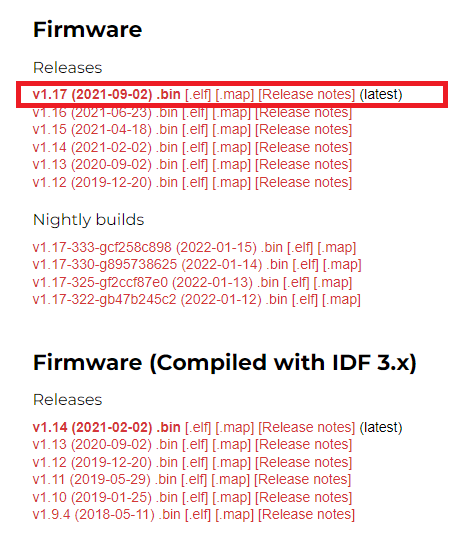 Firmware
Releases
v1.17 (2021-09-02) .bin [.elf] [.map] [Release notes] (latest)
v1.16 (2021-06-23) .bin [.elf] [.map] [Release notes]
v1.15 (2021-04-18) .bin [.elf] [.map] [Release notes]
v1.14 (2021-02-02) .bin [.elf] [.map] [Release notes]
v1.13 (2020-09-02) .bin [.elf] [.map] [Release notes]
v1.12 (2019-12-20) .bin [.elf] [.map] [Release notes]
Nightly builds
v1.17-333-gcf258c898 (2022-01-15) .bin [.elf] [.map]
v1.17-330-g895738625 (2022-01-14) .bin [.elf] [.map]
v1.17-325-gf2ccf87e0 (2022-01-13) .bin [.elf] [.map]
v1.17-322-gb47b245c2 (2022-01-12) .bin [.elf] [.map]
Firmware (Compiled with IDF 3.x)
Releases
v1.14 (2021-02-02) .bin [.elf] [.map] [Release notes] (latest)
v1.13 (2020-09-02) .bin [.elf] [.map] [Release notes]
v1.12 (2019-12-20) .bin [.elf] [.map] [Release notes]
v1.11 (2019-05-29) .bin [.elf] [.map] [Release notes]
v1.10 (2019-01-25) .bin [.elf] [.map] [Release notes]
v1.9.4 (2018-05-11) .bin [.elf] [.map] [Release notes]